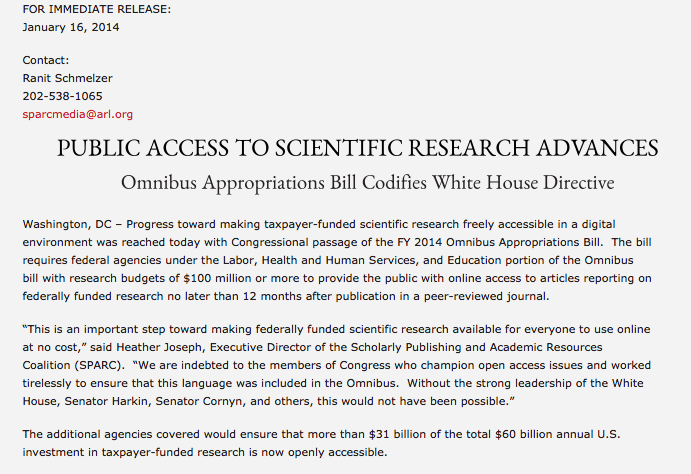 FOR IMMEDIATE RELEASE:
January 16, 2014
Contact:
Ranit Schmelzer
202-538-1065
sparcmedia@arl.org
PUBLIC ACCESS TO SCIENTIFIC RESEARCH ADVANCES
Omnibus Appropriations Bill Codifies White House Directive
Washington, DC – Progress toward making taxpayer-funded scientific research freely accessible in a digital
environment was reached today with Congressional passage of the FY 2014 Omnibus Appropriations Bill.  The bill
requires federal agencies under the Labor, Health and Human Services, and Education portion of the Omnibus
bill with research budgets of $100 million or more to provide the public with online access to articles reporting on
federally funded research no later than 12 months after publication in a peer-reviewed journal.
“This is an important step toward making federally funded scientific research available for everyone to use online
at no cost,” said Heather Joseph, Executive Director of the Scholarly Publishing and Academic Resources
Coalition (SPARC).  “We are indebted to the members of Congress who champion open access issues and worked
tirelessly to ensure that this language was included in the Omnibus.  Without the strong leadership of the White
House, Senator Harkin, Senator Cornyn, and others, this would not have been possible.”
The additional agencies covered would ensure that more than $31 billion of the total $60 billion annual U.S.
investment in taxpayer-funded research is now openly accessible.